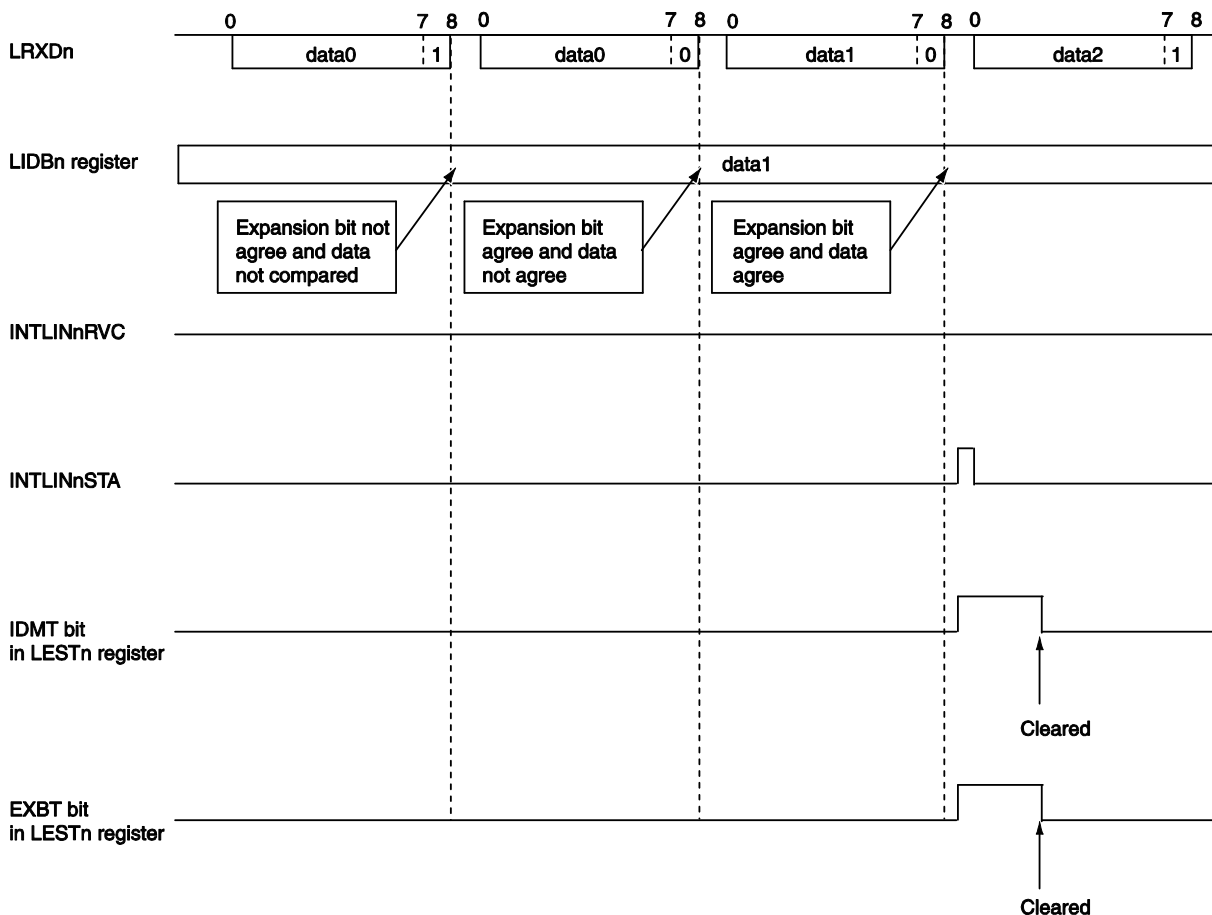 0 7 8 0 7 8 0 7 8 0 7 8
LRXDn data0 1 data0 0 data1 0 data2 1
LIDBn register data1
Expansion bit not
agree and data
not compared
Expansion bit
agree and data
not agree
Expansion bit
agree and data
agree
INTLINnRVC
INTLINnSTA
IDMT bit
in LESTn register
Cleared
EXBT bit
in LESTn register
Cleared